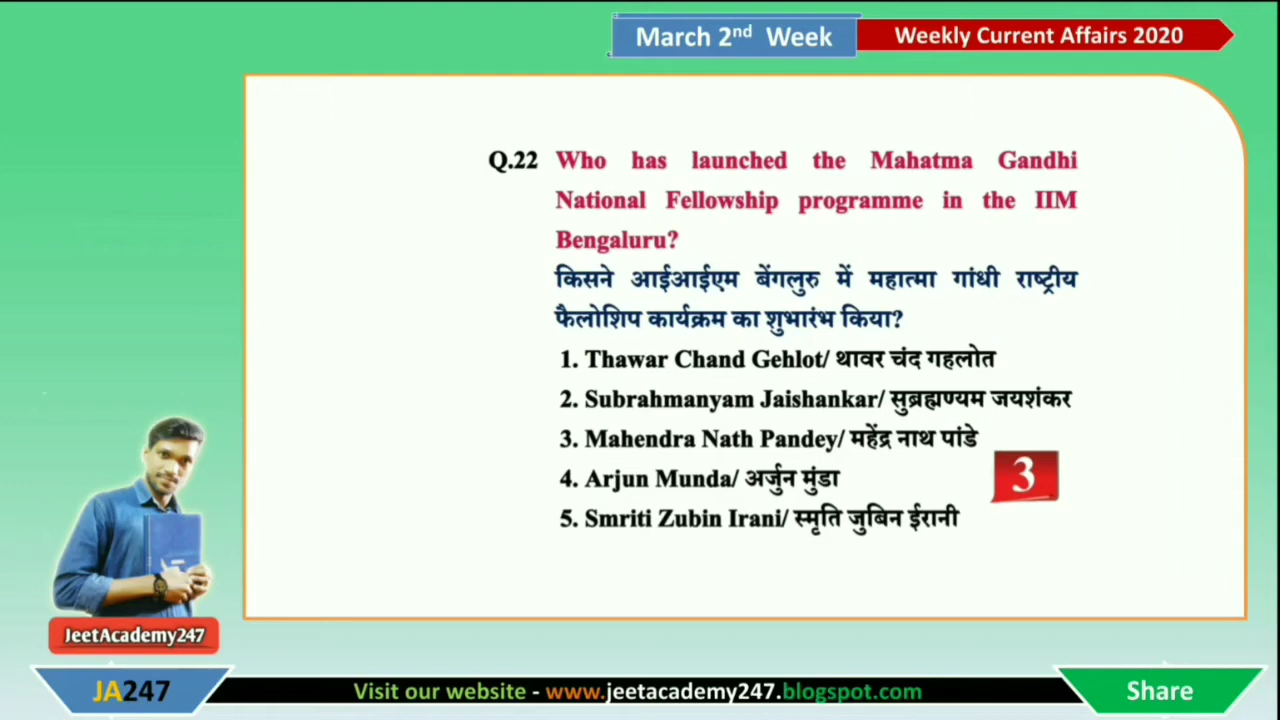 March 2nd Week
Weekly Current Affairs 2020
Q.22 Who has launched the Mahatma Gandhi
National Fellowship programme in the IIM
Bengaluru?
किसने आईआईएम बेंगलुरु में महात्मा गांधी राष्ट्रीय
फैलोशिप कार्यक्रम का शुभारंभ किया?
1. Thawar Chand Gehlot/ थावर चंद गहलोत
2. Subrahmanyam Jaishankar/ सुब्रह्मण्यम जयशंकर
3. Mahendra Nath Pandey/ महेंद्र नाथ पांडे
4. Arjun Munda/ अर्जुन मुंडा
3
5. Smriti Zubin Irani/ स्मृति जुबिन ईरानी
JeetAcademy247
JA247
Visit our website - www.jeetacademy247.blogspot.com
Share